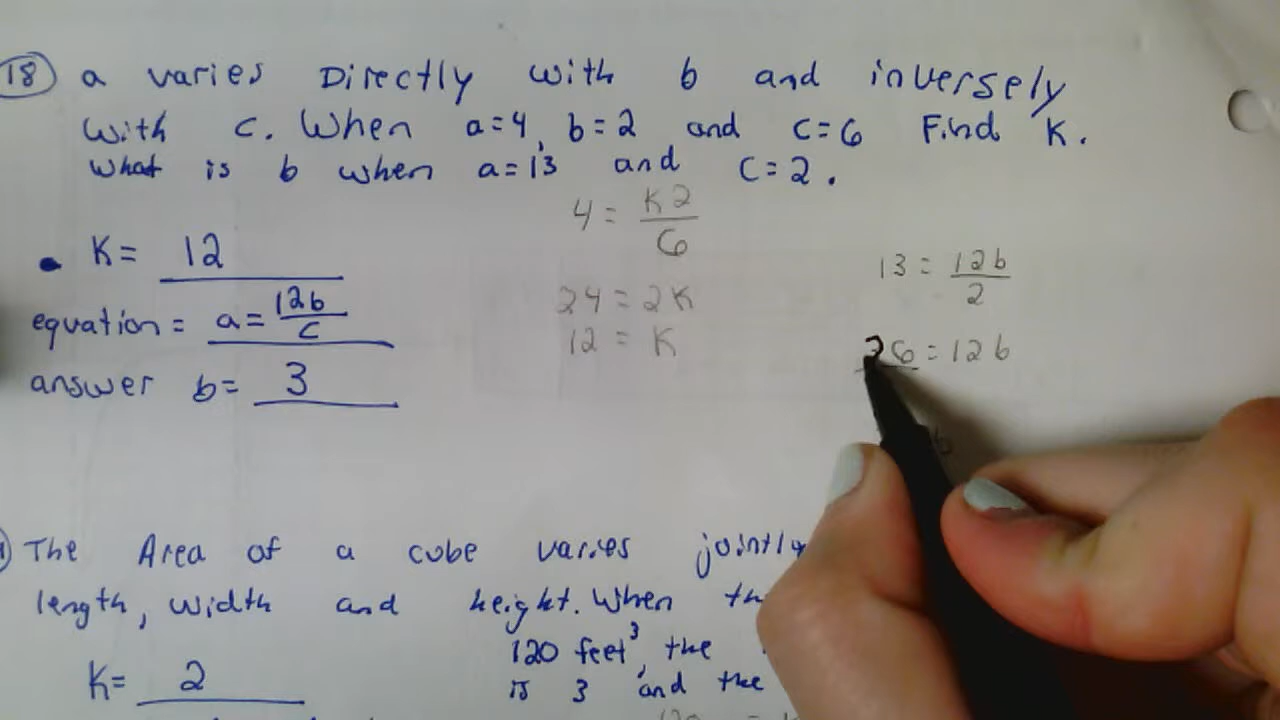 18 a varies Directly with b and inversely
with c. When a=4, b=2 and c=6 Find K.
What is b when a=13 and c=2.
4 = K2/6
K= 12
13 = 12b/2
24 = 2K
equation = a= 12b/c
12 = K
26 = 12b
answer b= 3
The Area of a cube varies jointly
length, width and height. When
120 feet³, the
K= 2
is 3 and the